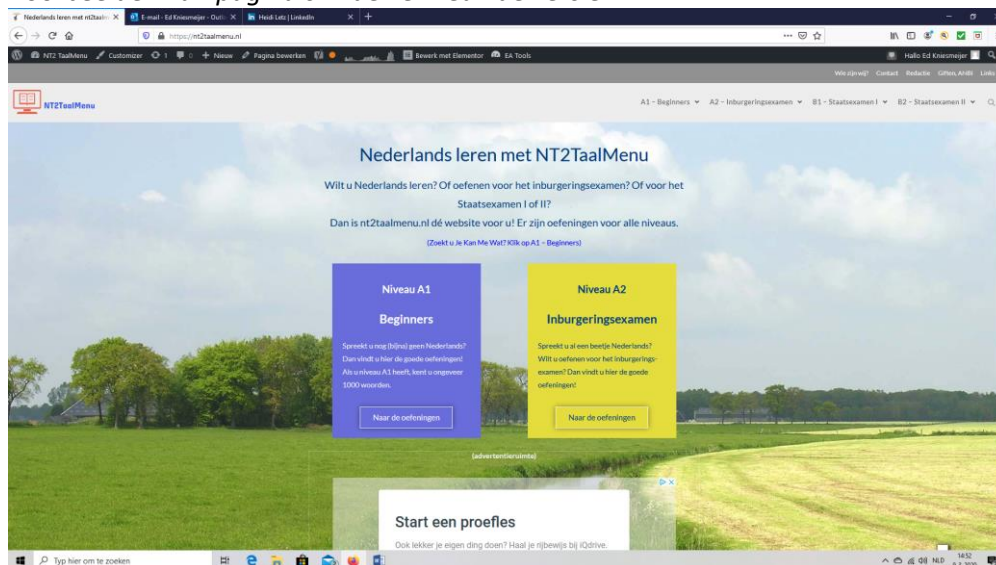 Nederlands leren met nt2taalm
E-mail - Ed Kniesmeijer - Outlo
Heidi Letz | LinkedIn
https://nt2taalmenu.nl
NT2 TaalMenu Customizer 1 0 Nieuw Pagina bewerken Bewerk met Elementor EA Tools Hallo Ed Kniesmeijer
Wie zijn wij? Contact Redactie Giften, ANBI Links
NT2TaalMenu
A1 – Beginners A2 – Inburgeringsexamen B1 – Staatsexamen I B2 – Staatsexamen II
Nederlands leren met NT2TaalMenu
Wilt u Nederlands leren? Of oefenen voor het inburgeringsexamen? Of voor het
Staatsexamen I of II?
Dan is nt2taalmenu.nl dé website voor u! Er zijn oefeningen voor alle niveaus.
(Zoekt u Je Kan Me Wat? Klik op A1 – Beginners)
Niveau A1
Beginners
Spreekt u nog (bijna) geen Nederlands?
Dan vindt u hier de goede oefeningen!
Als u niveau A1 heeft, kent u ongeveer
1000 woorden.
Naar de oefeningen
Niveau A2
Inburgeringsexamen
Spreekt u al een beetje Nederlands?
Wilt u oefenen voor het inburgerings-
examen? Dan vindt u hier de goede
oefeningen!
Naar de oefeningen
(advertentieruimte)
Start een proefles
Ook lekker je eigen ding doen? Haal je rijbewijs bij iQdrive.
Typ hier om te zoeken
NLD
14:52